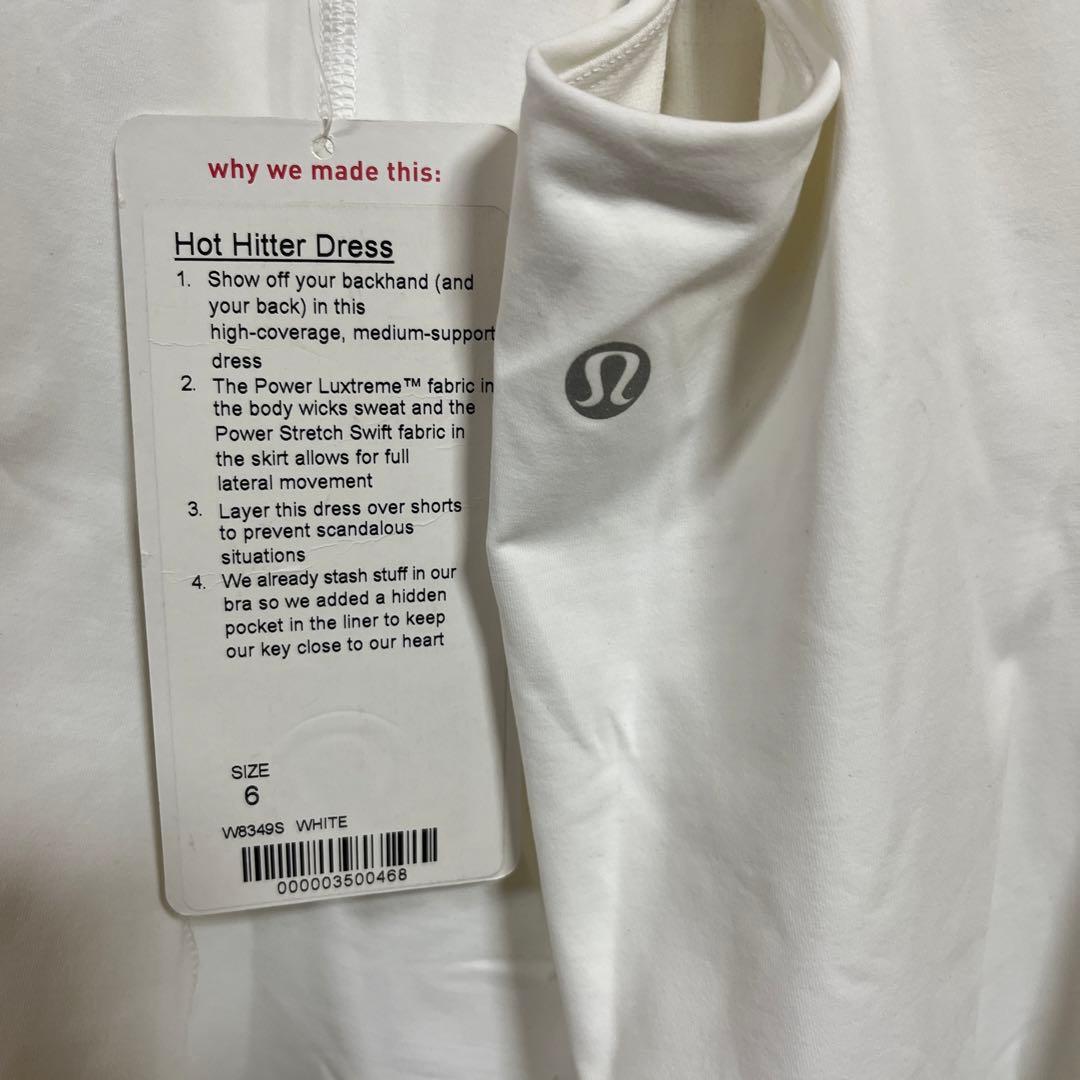 why we made this:
Hot Hitter Dress
1. Show off your backhand (and
your back) in this
high-coverage, medium-support
dress
2. The Power Luxtreme™ fabric in
the body wicks sweat and the
Power Stretch Swift fabric in
the skirt allows for full
lateral movement
3. Layer this dress over shorts
to prevent scandalous
situations
4. We already stash stuff in our
bra so we added a hidden
pocket in the liner to keep
our key close to our heart
SIZE
6
W8349S WHITE
000003500468